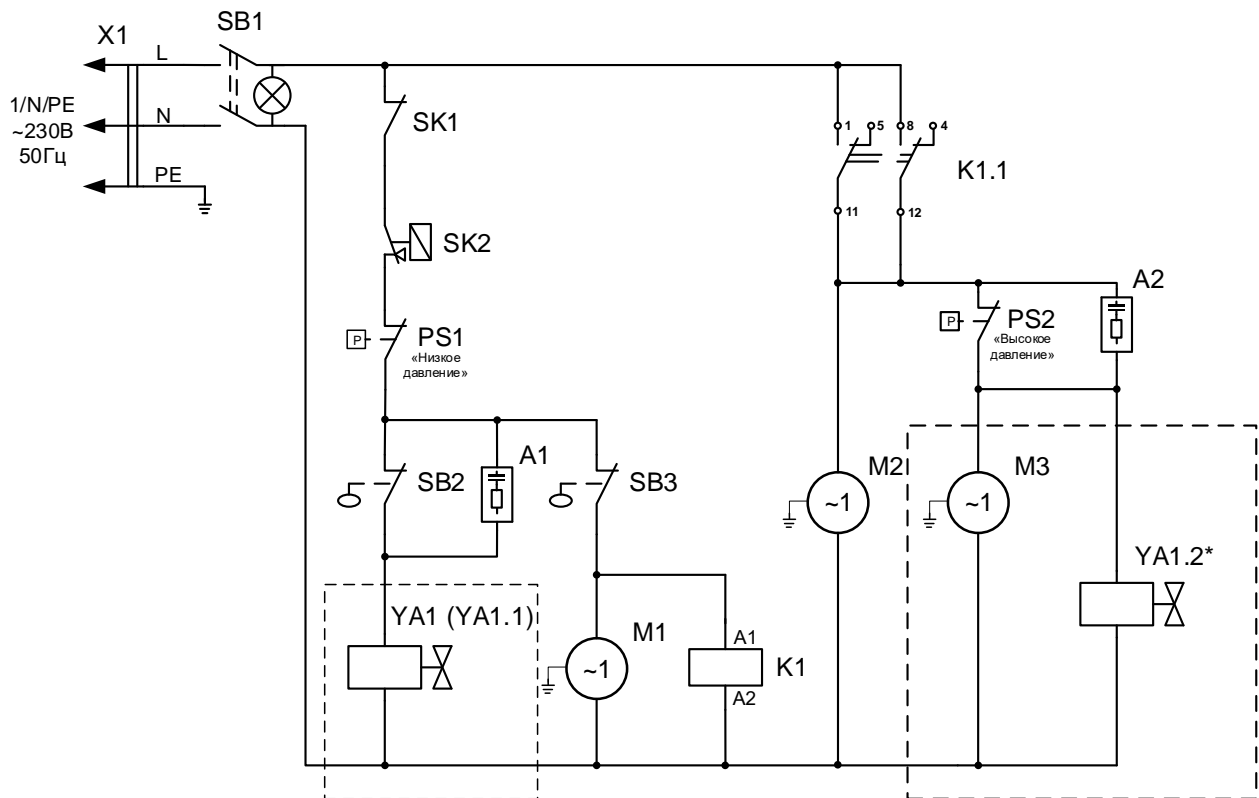 SB1
X1
L
1/N/PE
~230В
50Гц
N
PE
SK1
SK2
P
PS1
«Низкое
давление»
1
5
8
4
K1.1
11
12
A2
P
PS2
«Высокое
давление»
SB2
A1
SB3
M2
~1
M3
~1
YA1.2*
YA1 (YA1.1)
M1
~1
A1
K1
A2